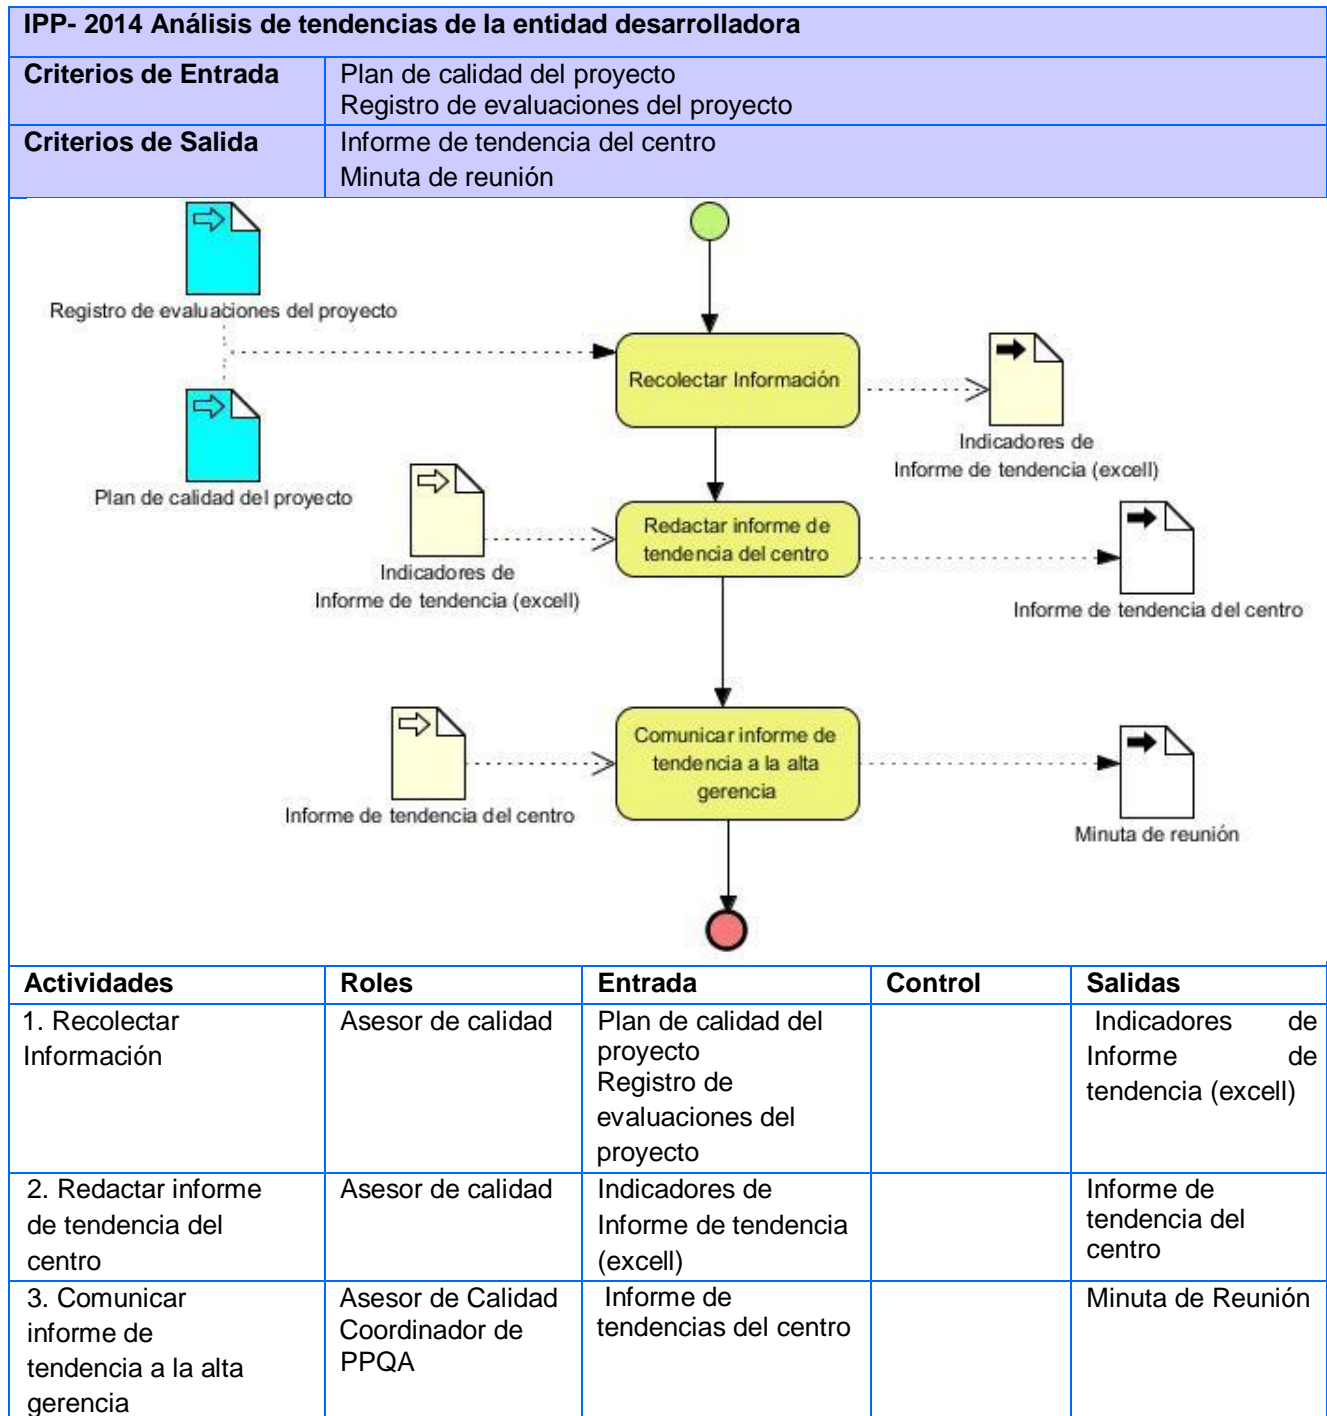 IPP- 2014 Análisis de tendencias de la entidad desarrolladora
Criterios de Entrada
Plan de calidad del proyecto
Registro de evaluaciones del proyecto
Criterios de Salida
Informe de tendencia del centro
Minuta de reunión
Registro de evaluaciones del proyecto
Recolectar Información
Indicadores de
Informe de tendencia (excell)
Plan de calidad del proyecto
Redactar informe de
tendencia del centro
Indicadores de
Informe de tendencia (excell)
Informe de tendencia del centro
Comunicar informe de
tendencia a la alta
gerencia
Informe de tendencia del centro
Minuta de reunión
Actividades
Roles
Entrada
Control
Salidas
1. Recolectar
Información
Asesor de calidad
Plan de calidad del
proyecto
Registro de
evaluaciones del
proyecto
Indicadores de
Informe de
tendencia (excell)
2. Redactar informe
de tendencia del
centro
Asesor de calidad
Indicadores de
Informe de tendencia
(excell)
Informe de
tendencia del
centro
3. Comunicar
informe de
tendencia a la alta
gerencia
Asesor de Calidad
Coordinador de
PPQA
Informe de
tendencias del centro
Minuta de Reunión